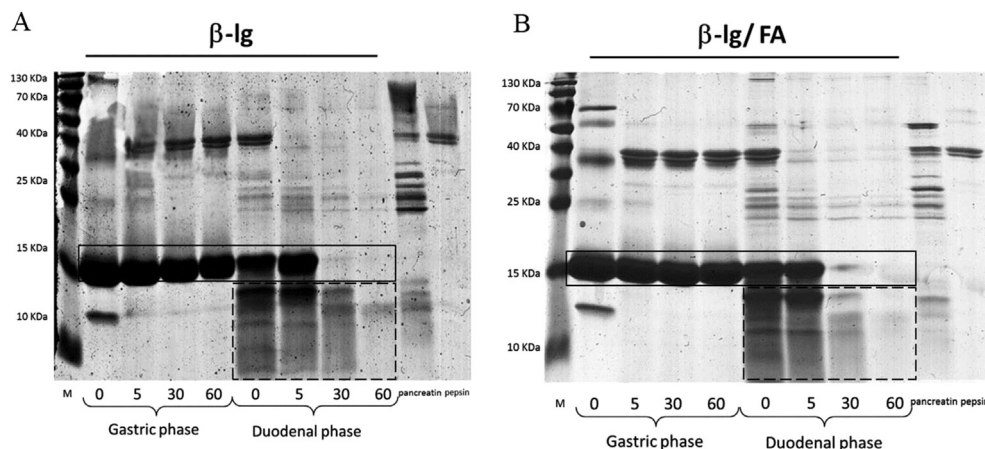 A
β-lg
130 KDa
70 KDa
40 KDa
25 KDa
15 KDa
10 KDa
M 0 5 30 60 0 5 30 60 pancreatin pepsin
Gastric phase Duodenal phase
B
β-lg/ FA
130 KDa
70 KDa
40 KDa
25 KDa
15 KDa
10 KDa
M 0 5 30 60 0 5 30 60 pancreatin pepsin
Gastric phase Duodenal phase